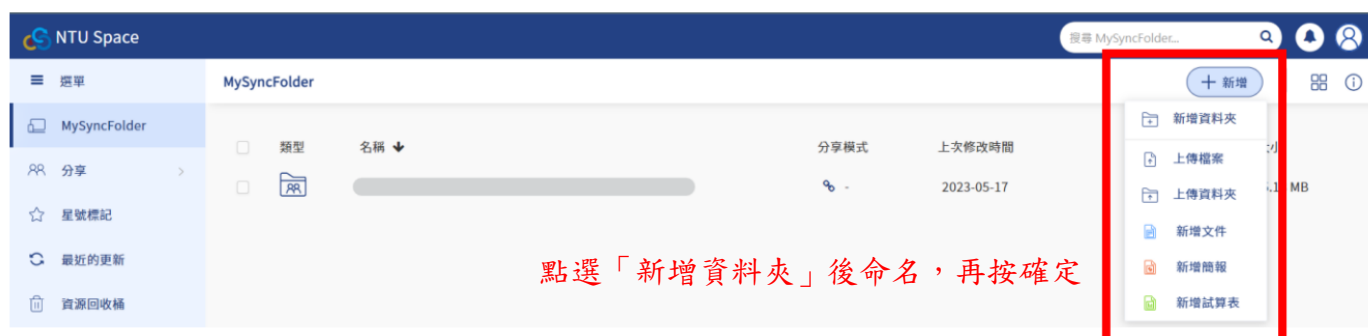 NTU Space
搜尋 MySyncFolder...
選單
MySyncFolder
+ 新增
MySyncFolder
新增資料夾
類型 名稱 分享模式 上次修改時間
上傳檔案
分享
- 2023-05-17 MB
上傳資料夾
星號標記
新增文件
最近的更新
點選「新增資料夾」後命名，再按確定
新增簡報
資源回收桶
新增試算表